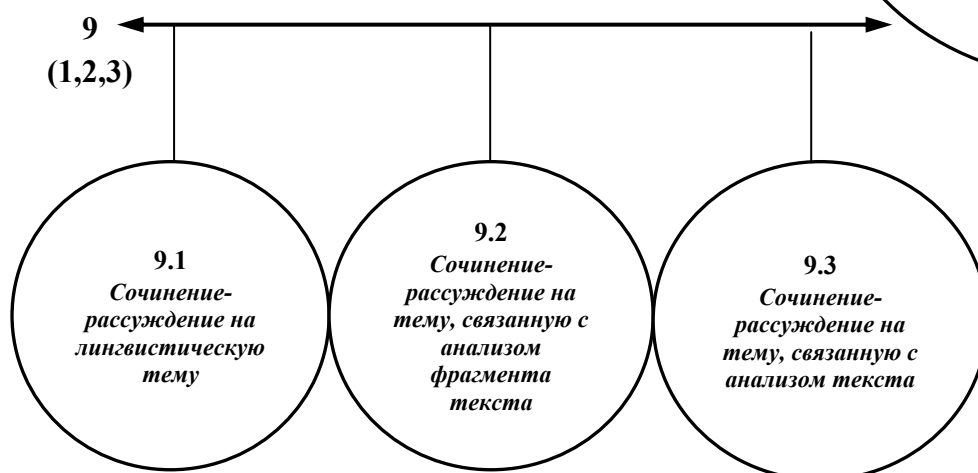 9
(1,2,3)
9.1
Сочинение-
рассуждение на
лингвистическую
тему
9.2
Сочинение-
рассуждение на
тему, связанную с
анализом
фрагмента
текста
9.3
Сочинение-
рассуждение на
тему, связанную с
анализом текста